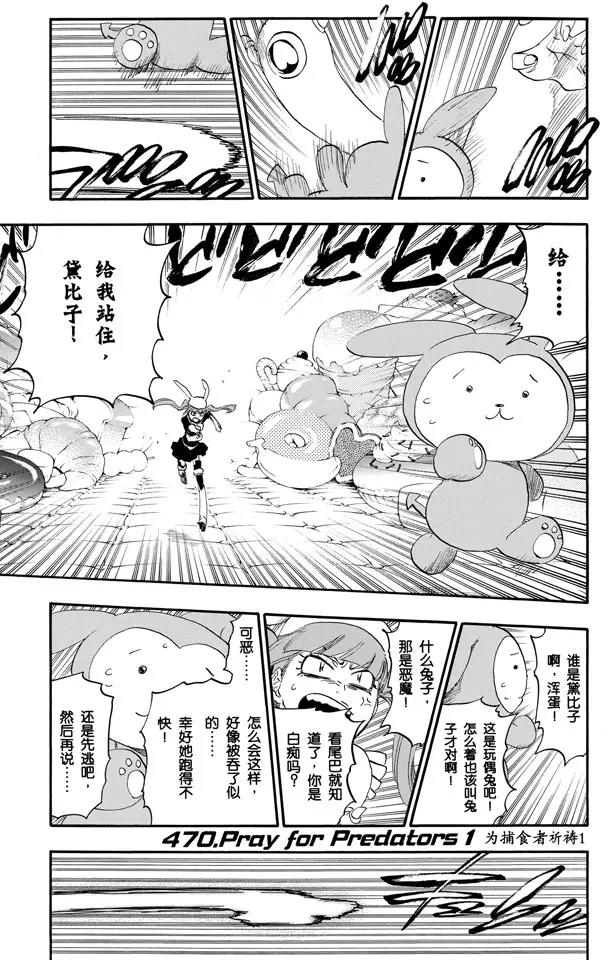 给……
给我站住，
黛比子！
谁是黛比子
啊，浑蛋！
这是玩偶兔吧！
怎么着也该叫兔
子才对啊！
什么兔子，
那是恶魔！
看尾巴就知
道了，你是
白痴吗？
可恶……
怎么会这样，
好像被吞了似
的……
幸好她跑得不
快！
还是先逃吧，
然后再说……
470.Pray for Predators 1 为捕食者祈祷1